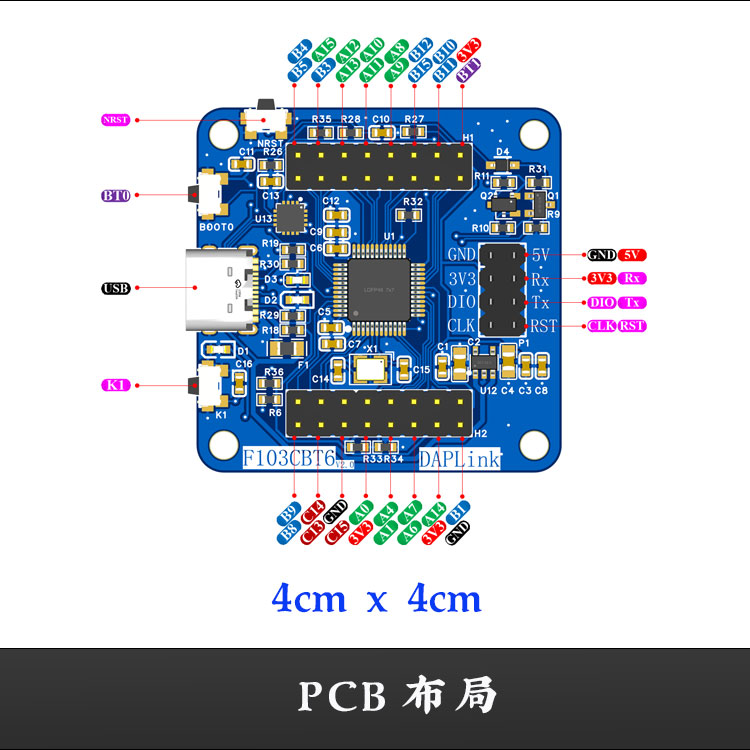 B4 A15 A12 A10 A8 B12 B10 3V3
B5 B3 A13 A11 A9 B15 B11 BT1
NRST
BT0
USB
K1
NRST
R35 R28 C10 R27 H1
C11 R26
C13
BOOT0
U13
C12
C9
C6
R32
U1
D4
R11 R31
Q2 Q1
R10 R9
R19
R30
D3
D2
R29
R18
C5
C7
F1
D1
C16
X1
C14 C15
C1 C2
U12 C4 C3 C8
P1
GND 5V
3V3 Rx
DIO Tx
CLK RST
GND 5V
3V3 Rx
DIO Tx
CLK RST
R36
R6
K1
H2
R33 R34
F103CBT6 V2.0 DAPLink
B9 C14 GND A0 A4 A7 A14 B1
B8 C13 C15 3V3 A1 A6 3V3 GND
4cm x 4cm
PCB布局